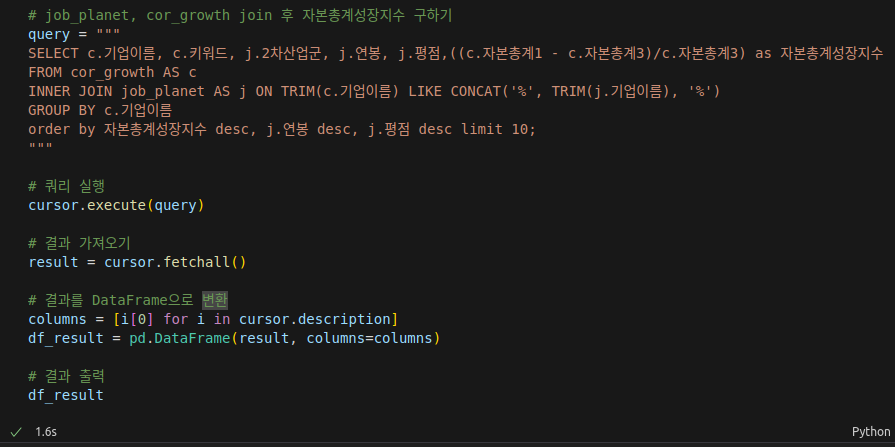 # job_planet, cor_growth join 후 자본총계성장지수 구하기
query = """
SELECT c.기업이름, c.키워드, j.2차산업군, j.연봉, j.평점,((c.자본총계1 - c.자본총계3)/c.자본총계3) as 자본총계성장지수
FROM cor_growth AS c
INNER JOIN job_planet AS j ON TRIM(c.기업이름) LIKE CONCAT('%', TRIM(j.기업이름), '%')
GROUP BY c.기업이름
order by 자본총계성장지수 desc, j.연봉 desc, j.평점 desc limit 10;
"""
# 쿼리 실행
cursor.execute(query)
# 결과 가져오기
result = cursor.fetchall()
# 결과를 DataFrame으로 변환
columns = [i[0] for i in cursor.description]
df_result = pd.DataFrame(result, columns=columns)
# 결과 출력
df_result
✓ 1.6s Python